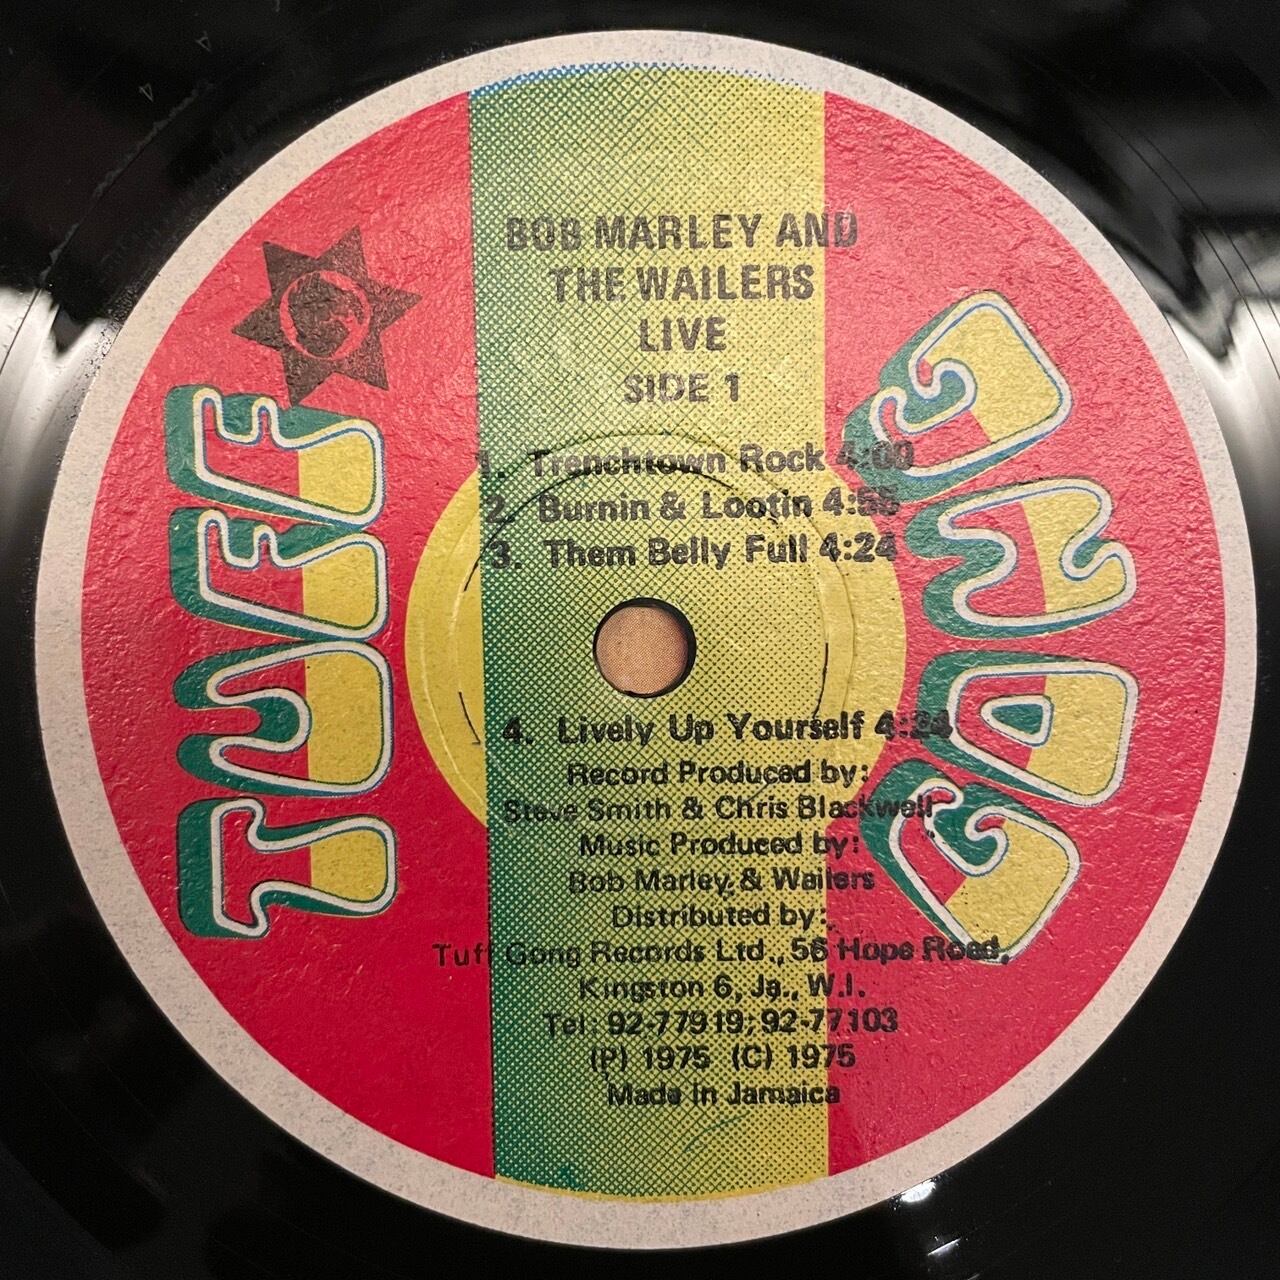 BOB MARLEY AND
THE WAILERS
LIVE
SIDE 1
1. Trenchtown Rock 4:00
2. Burnin & Lootin 4:55
3. Them Belly Full 4:24
4. Lively Up Yourself 4:24
Record Produced by:
Steve Smith & Chris Blackwell
Music Produced by:
Bob Marley & Wailers
Distributed by:
Tuff Gong Records Ltd., 56 Hope Road,
Kingston 6, Ja., W.I.
Tel: 92-77919; 92-77103
(P) 1975 (C) 1975
Made in Jamaica
TUFF
GONG